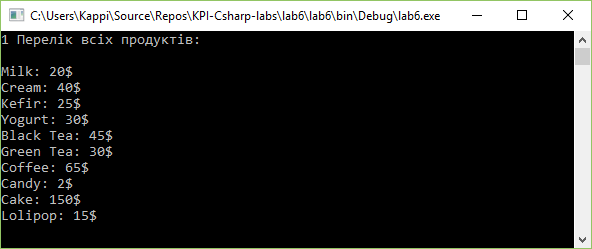 C:\Users\Kappi\Source\Repos\KPI-Csharp-labs\lab6\lab6\bin\Debug\lab6.exe
1 Перелік всіх продуктів:
Milk: 20$
Cream: 40$
Kefir: 25$
Yogurt: 30$
Black Tea: 45$
Green Tea: 30$
Coffee: 65$
Candy: 2$
Cake: 150$
Lolipop: 15$